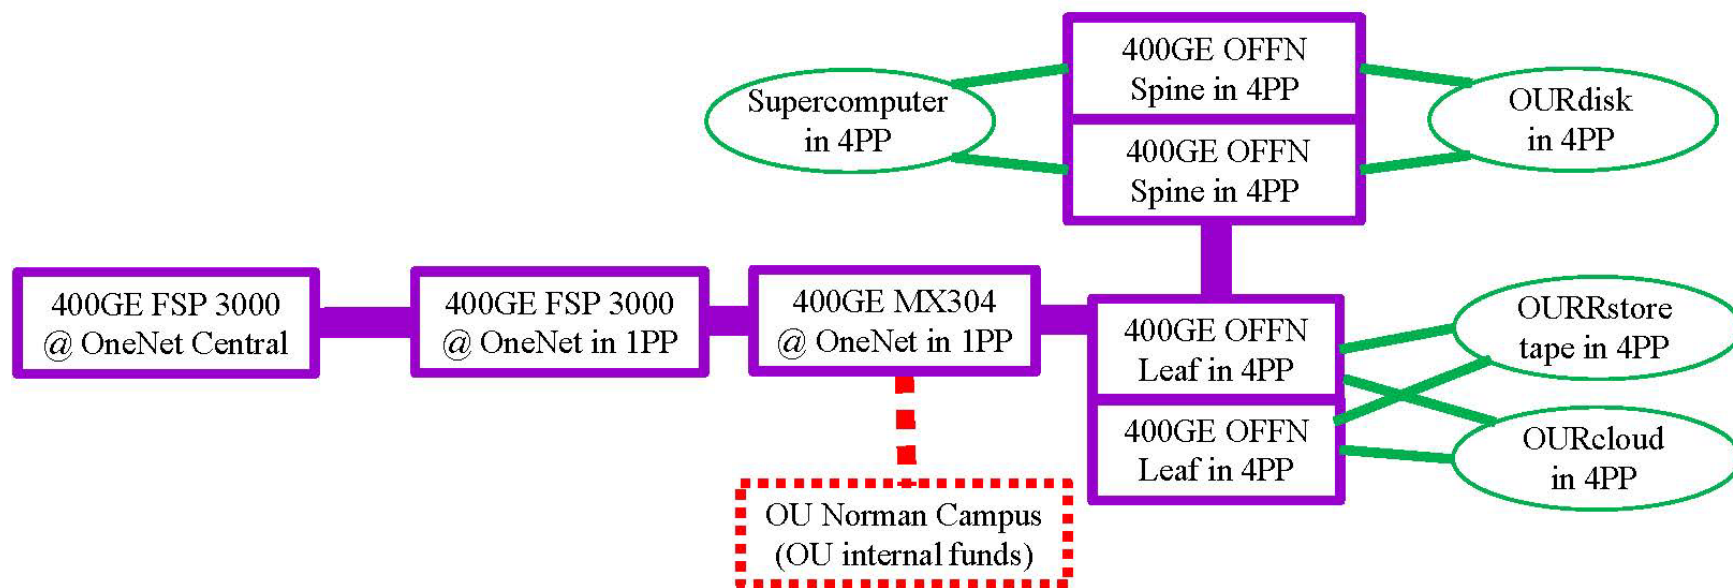 400GE OFFN
Spine in 4PP
Supercomputer
in 4PP
OURdisk
in 4PP
400GE OFFN
Spine in 4PP
400GE FSP 3000
@ OneNet Central
400GE FSP 3000
@ OneNet in 1PP
400GE MX304
@ OneNet in 1PP
400GE OFFN
Leaf in 4PP
OURRstore
tape in 4PP
400GE OFFN
Leaf in 4PP
OURcloud
in 4PP
OU Norman Campus
(OU internal funds)